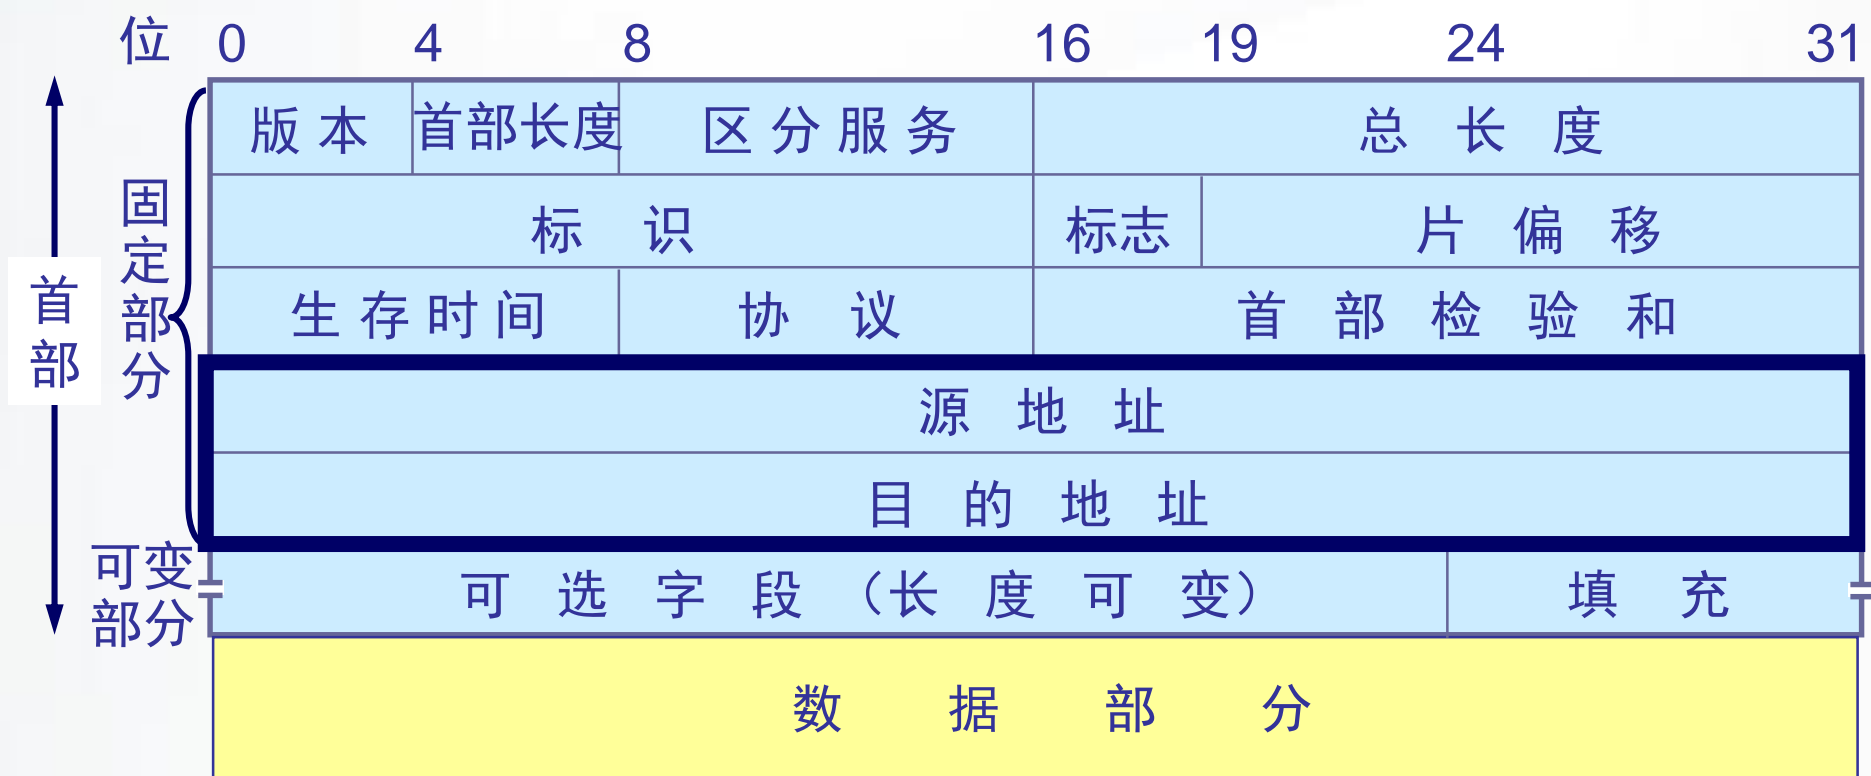 位 0 4 8 16 19 24 31
版本 首部长度 区分服务 总长度
标识 标志 片偏移
生存时间 协议 首部检验和
源地址
目的地址
可选字段（长度可变） 填充
数据部分
首部
固定部分
可变部分